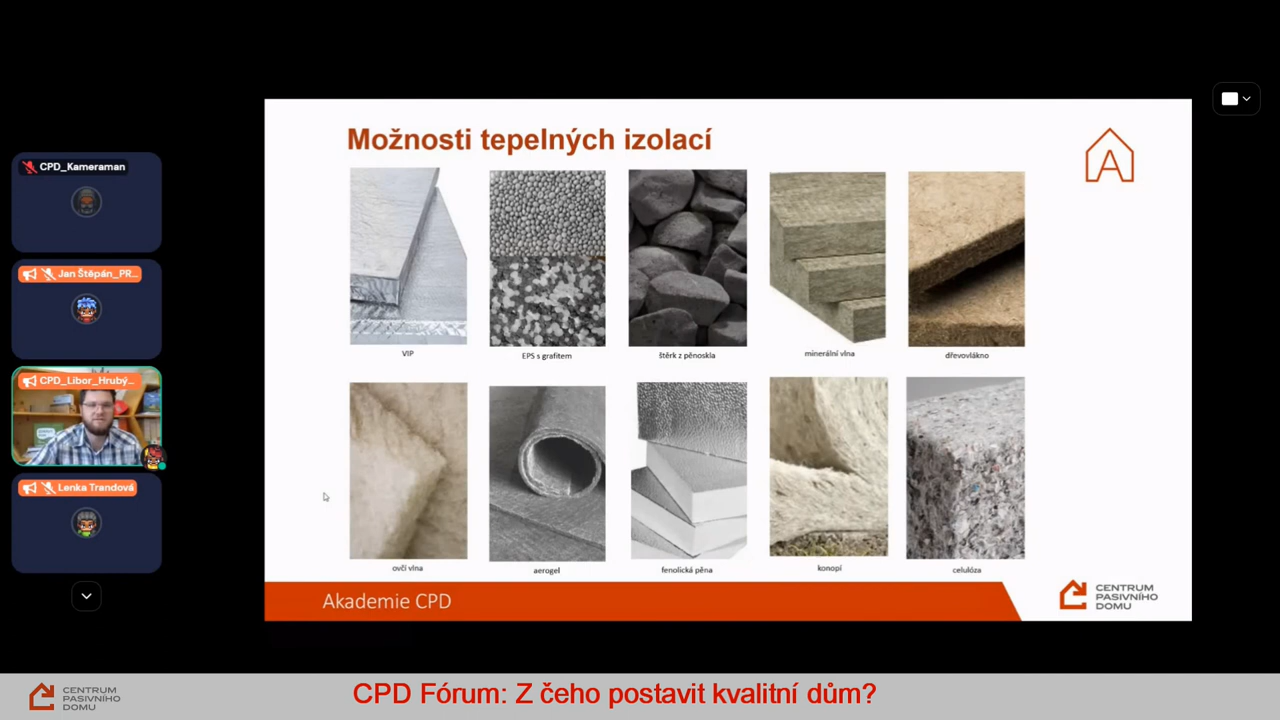 CPD_Kameraman
Jan Štěpán_PR...
CPD_Libor_Hrubý...
Lenka Trandová
Možnosti tepelných izolací
A
VIP
EPS s grafitem
štěrk z pěnoskla
minerální vlna
dřevovlákno
ovčí vlna
aerogel
fenolická pěna
konopí
celulóza
Akademie CPD
CENTRUM
PASIVNÍHO
DOMU
CENTRUM
PASIVNÍHO
DOMU
CPD Fórum: Z čeho postavit kvalitní dům?